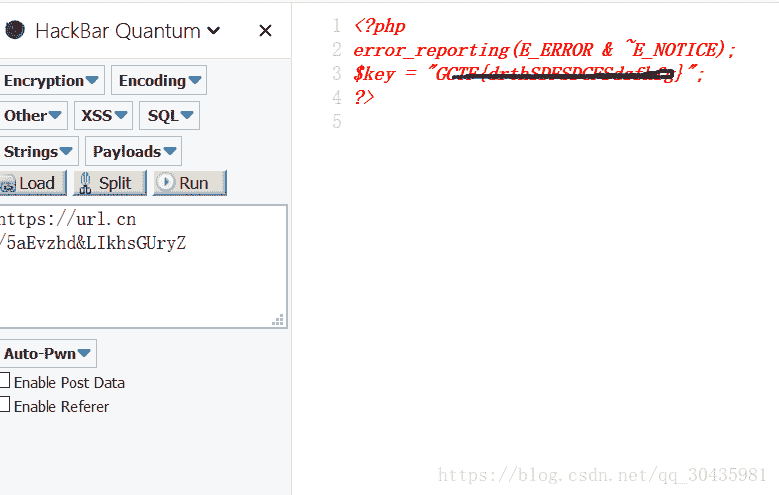 HackBar Quantum
Encryption Encoding
Other XSS SQL
Strings Payloads
Load Split Run
https://url.cn
/5aEvzhd&LIkhsGUryZ
Auto-Pwn
Enable Post Data
Enable Referer
1 <?php
2 error_reporting(E_ERROR & ~E_NOTICE);
3 $key = "GCTF{ }";
4 ?>
5
https://blog.csdn.net/qq_30435981